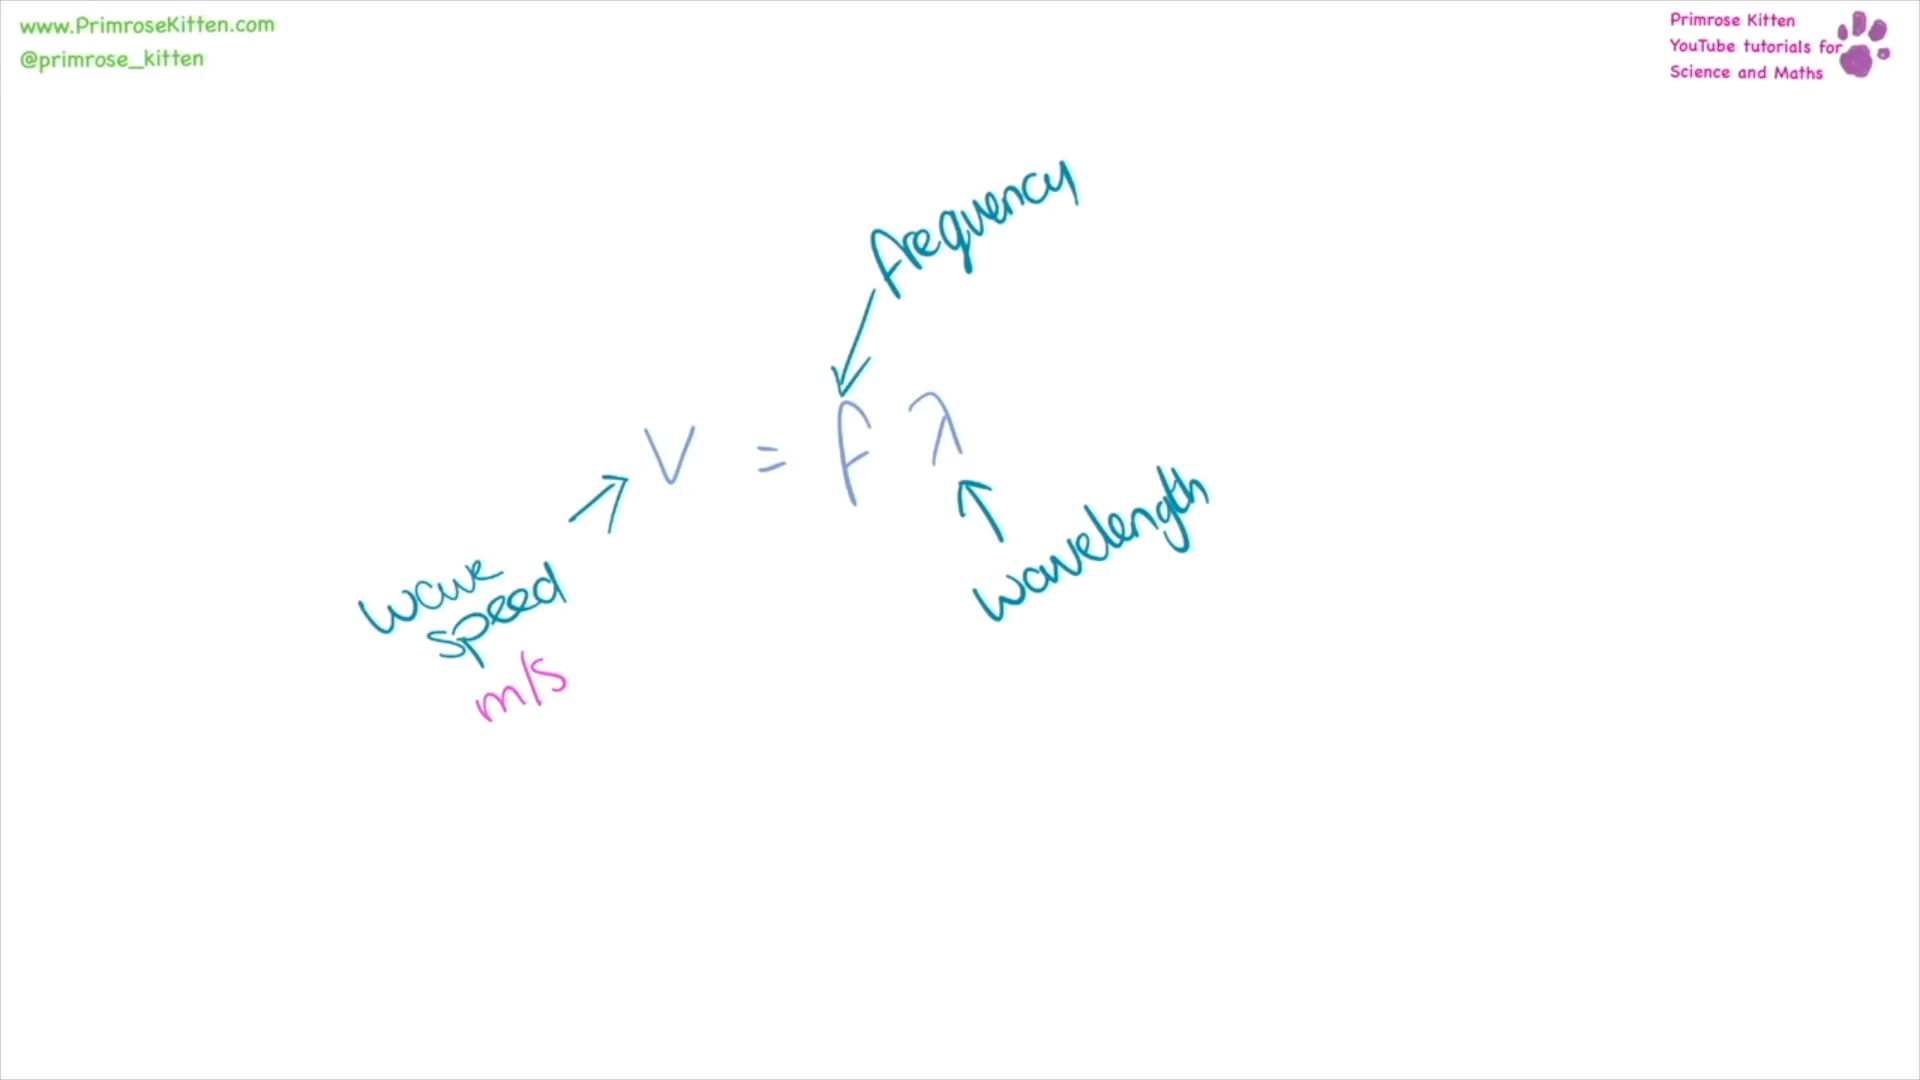 www.PrimroseKitten.com
@primrose_kitten
Primrose Kitten
YouTube tutorials for
Science and Maths
frequency
v = f λ
wavelength
wave
speed
m/s